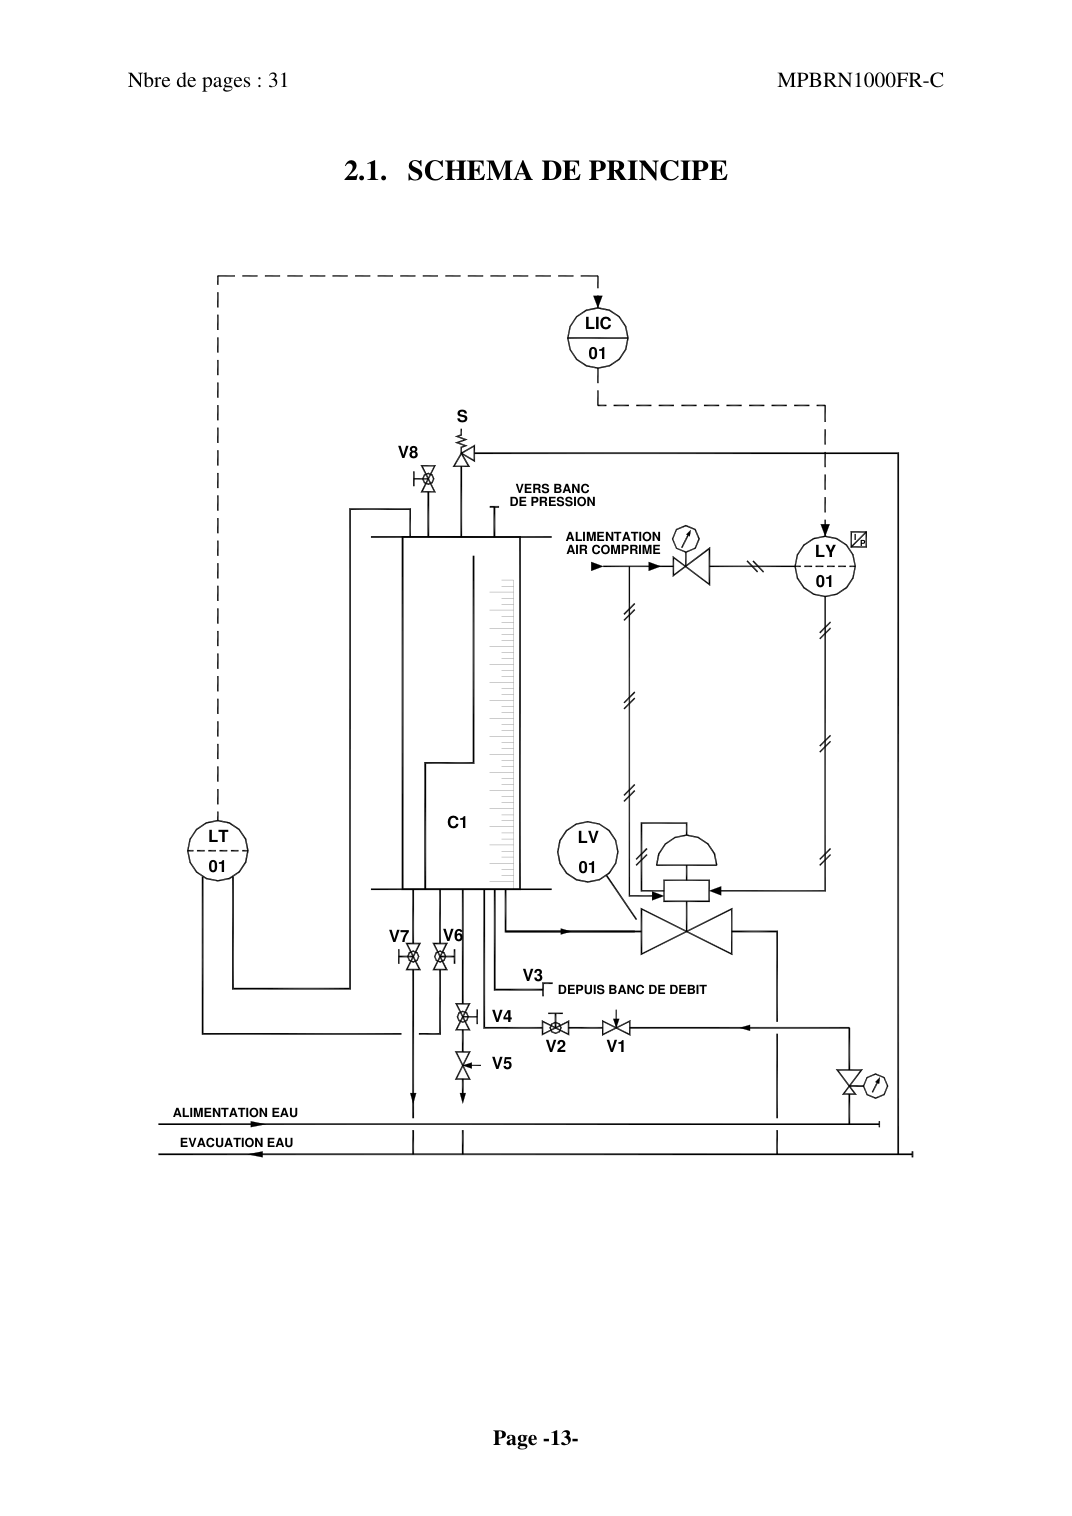 Nbre de pages : 31
MPBRN1000FR-C
2.1. SCHEMA DE PRINCIPE
LIC
01
S
V8
VERS BANC
DE PRESSION
ALIMENTATION
AIR COMPRIME
I
P
LY
01
C1
LT
01
LV
01
V7
V6
V3
DEPUIS BANC DE DEBIT
V4
V2
V1
V5
ALIMENTATION EAU
EVACUATION EAU
Page -13-